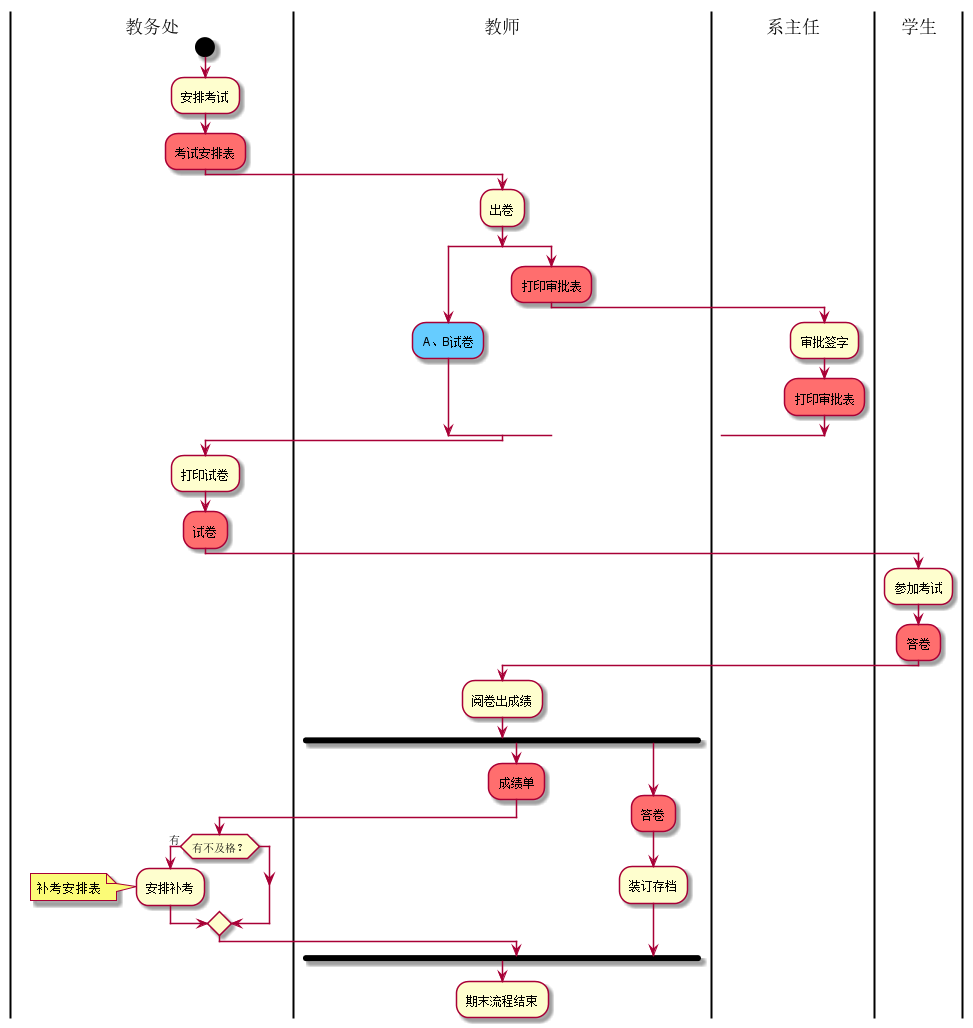 教务处
教师
系主任
学生
安排考试
考试安排表
出卷
打印审批表
A、B试卷
审批签字
打印审批表
打印试卷
试卷
参加考试
答卷
阅卷出成绩
成绩单
答卷
有
有不及格？
补考安排表
安排补考
装订存档
期末流程结束